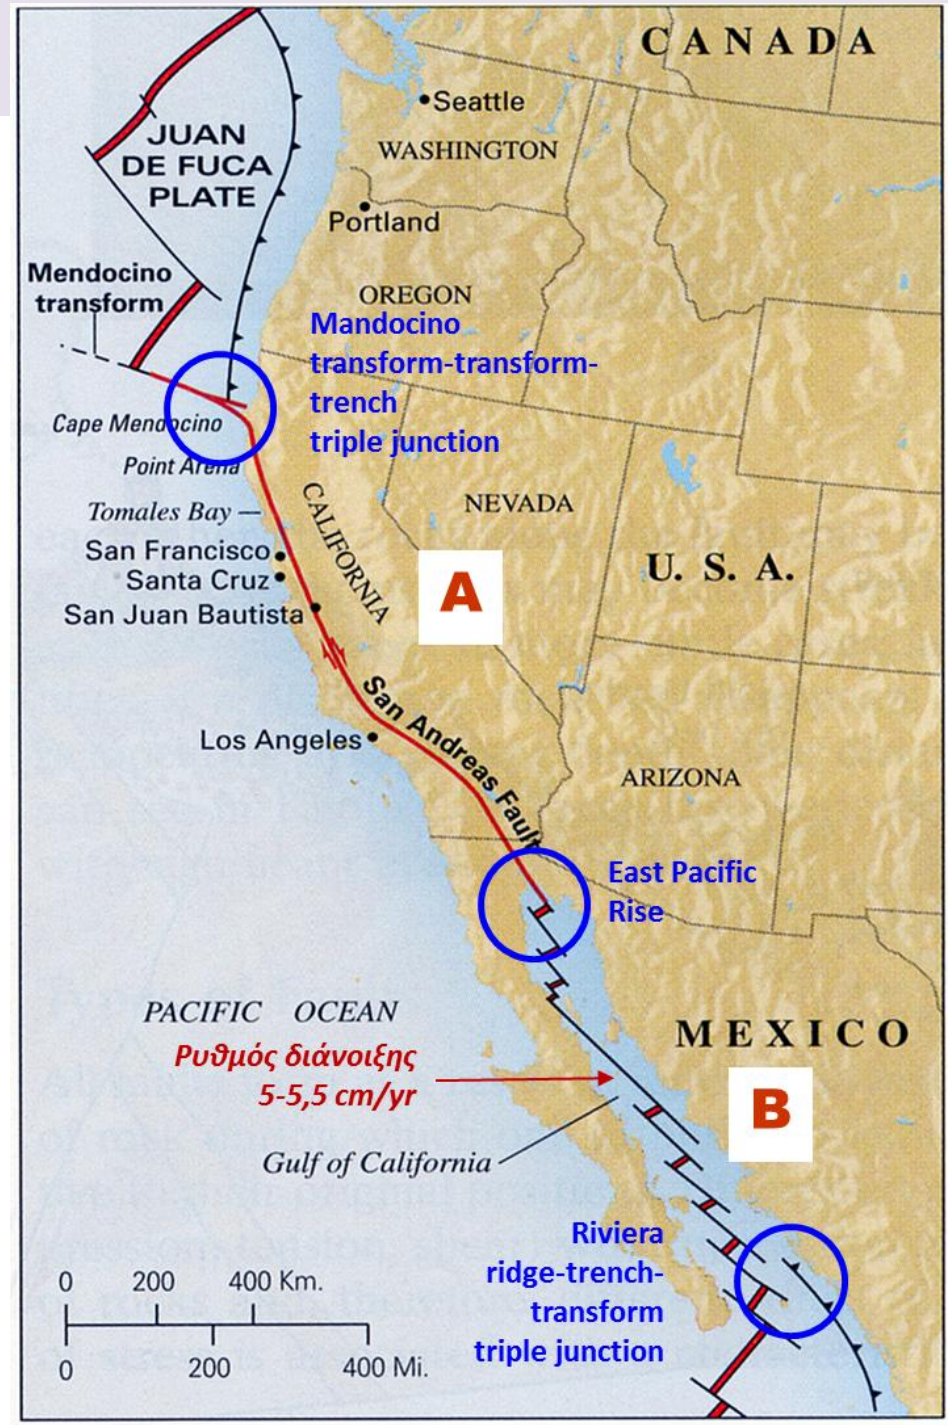 CANADA
Seattle
JUAN
DE FUCA
PLATE
WASHINGTON
Portland
Mendocino
transform
OREGON
Mandocino
transform-transform-
trench
triple junction
Cape Mendocino
Point Arena
Tomales Bay
CALIFORNIA
NEVADA
San Francisco
Santa Cruz
San Juan Bautista
A
U. S. A.
San Andreas Fault
Los Angeles
ARIZONA
East Pacific
Rise
PACIFIC OCEAN
MEXICO
Ρυθμός διάνοιξης
5-5,5 cm/yr
B
Gulf of California
Riviera
ridge-trench-
transform
triple junction
0 200 400 Km.
0 200 400 Mi.